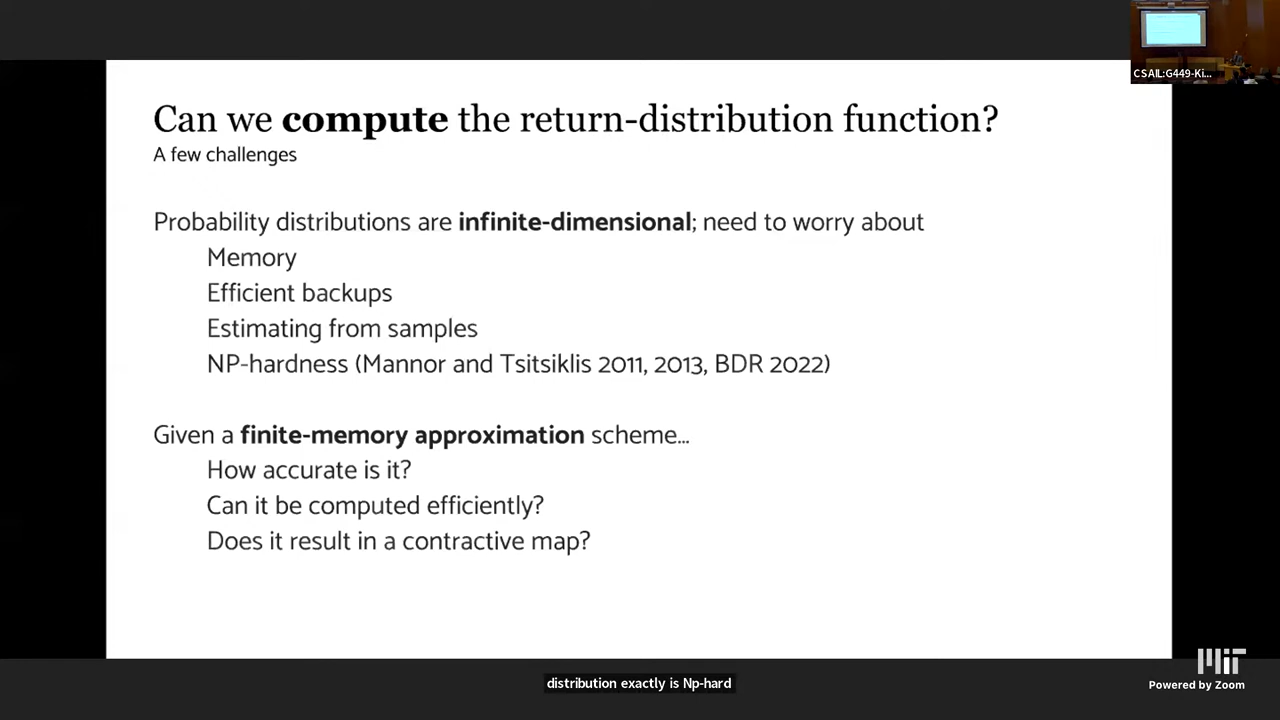 CSAIL:G449-Ki...
Can we compute the return-distribution function?
A few challenges
Probability distributions are infinite-dimensional; need to worry about
Memory
Efficient backups
Estimating from samples
NP-hardness (Mannor and Tsitsiklis 2011, 2013, BDR 2022)
Given a finite-memory approximation scheme...
How accurate is it?
Can it be computed efficiently?
Does it result in a contractive map?
distribution exactly is Np-hard
MIT
Powered by Zoom